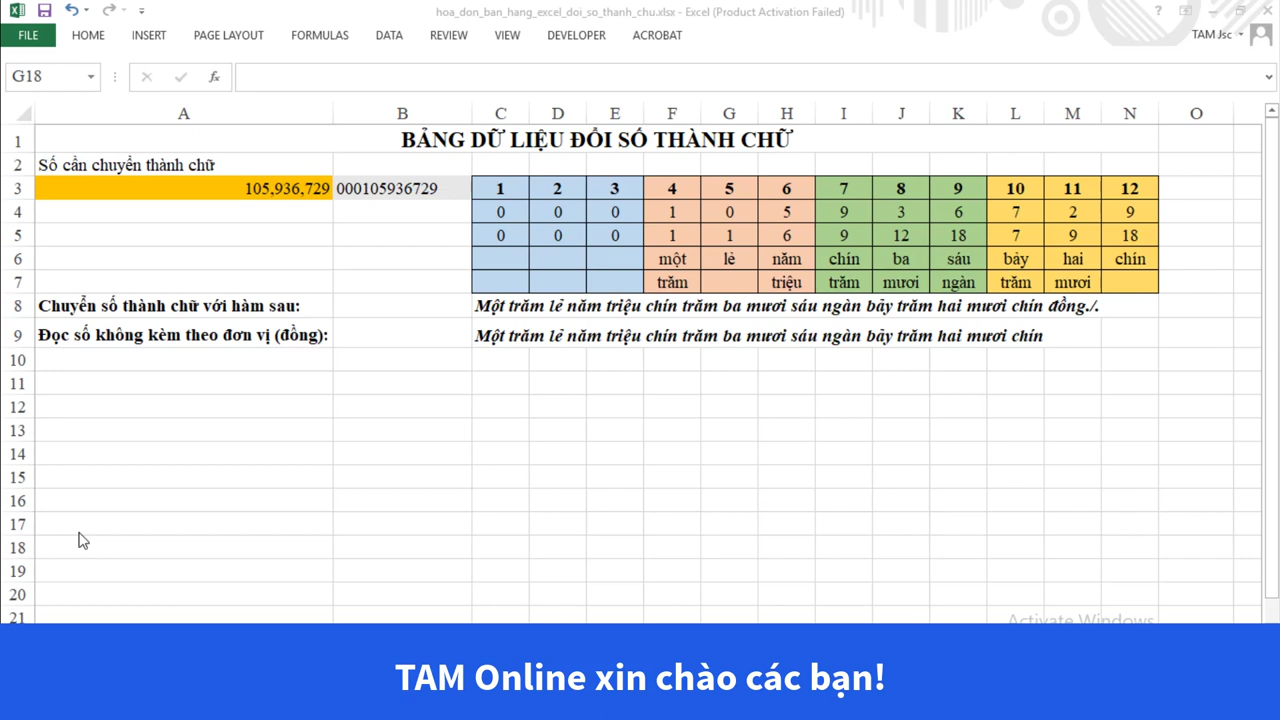 hoa_don_ban_hang_excel_doi_so_thanh_chu.xlsx - Excel (Product Activation Failed)
FILE HOME INSERT PAGE LAYOUT FORMULAS DATA REVIEW VIEW DEVELOPER ACROBAT TAM Jsc
G18 fx
A B C D E F G H I J K L M N O
1 BẢNG DỮ LIỆU ĐỔI SỐ THÀNH CHỮ
2 Số cần chuyển thành chữ
3 105,936,729 000105936729 1 2 3 4 5 6 7 8 9 10 11 12
4 0 0 0 1 0 5 9 3 6 7 2 9
5 0 0 0 1 1 6 9 12 18 7 9 18
6 một lẻ năm chín ba sáu bảy hai chín
7 trăm triệu trăm mươi ngàn trăm mươi
8 Chuyển số thành chữ với hàm sau: Một trăm lẻ năm triệu chín trăm ba mươi sáu ngàn bảy trăm hai mươi chín đồng./.
9 Đọc số không kèm theo đơn vị (đồng): Một trăm lẻ năm triệu chín trăm ba mươi sáu ngàn bảy trăm hai mươi chín
10
11
12
13
14
15
16
17
18
19
20
21
Activate Windows
TAM Online xin chào các bạn!